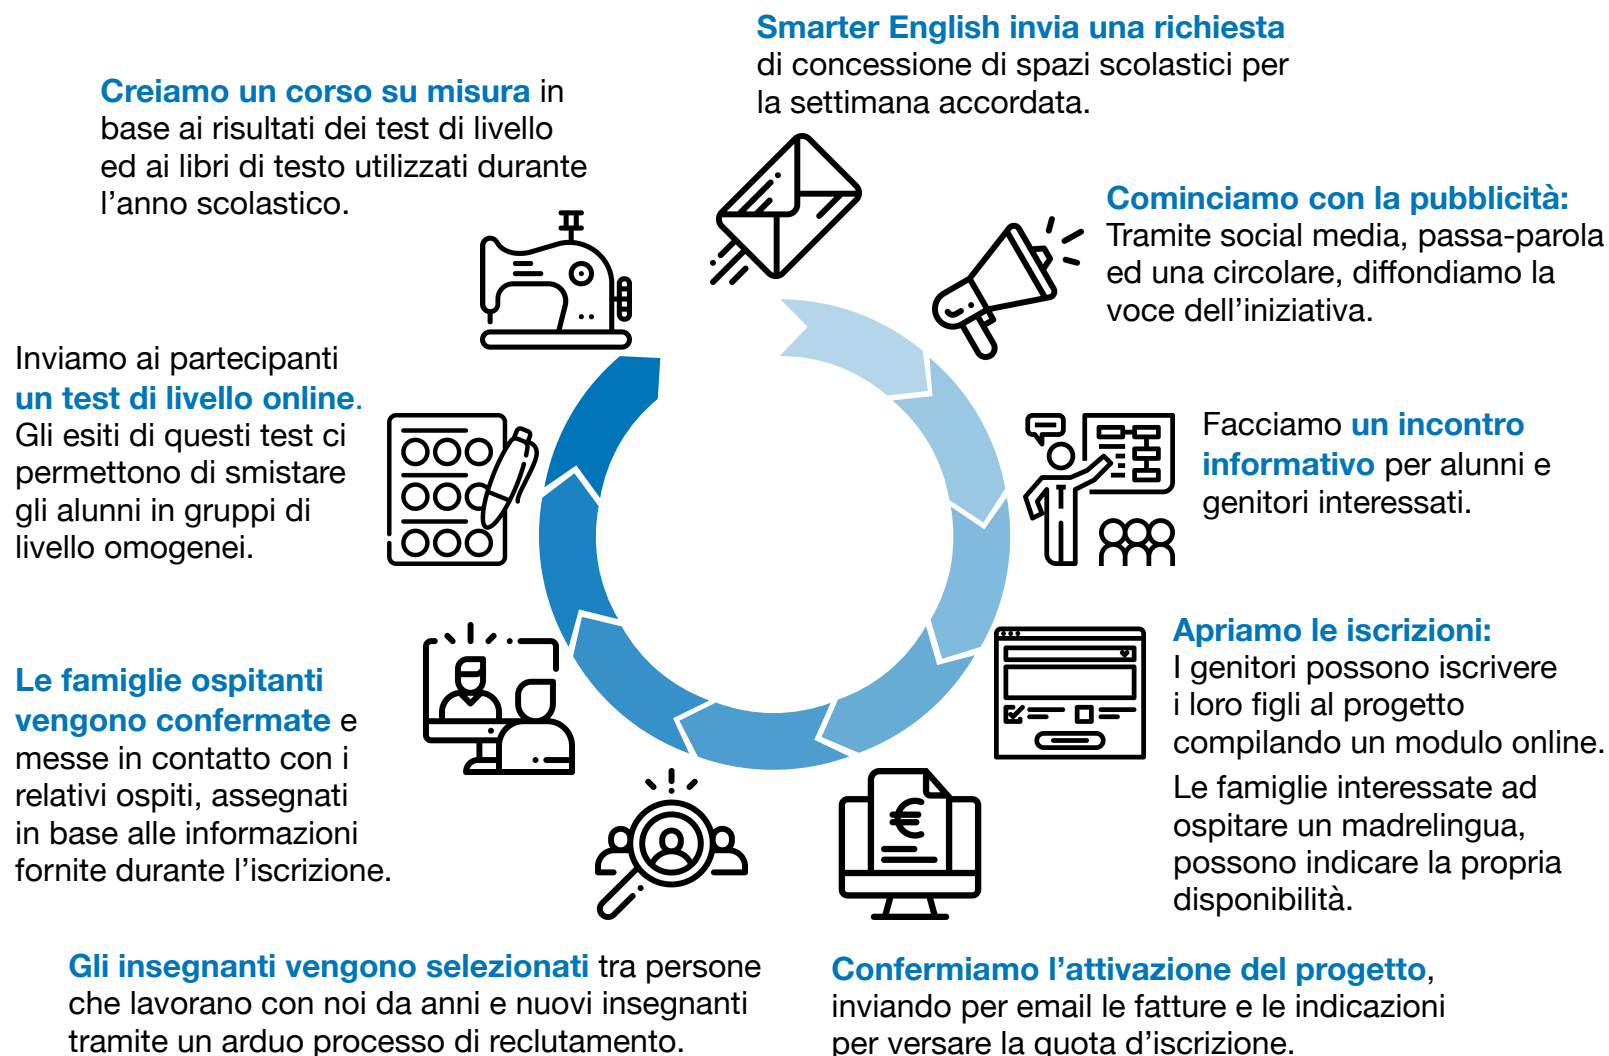 Smarter English invia una richiesta
di concessione di spazi scolastici per
la settimana accordata.
Cominciamo con la pubblicità:
Tramite social media, passa-parola
ed una circolare, diffondiamo la
voce dell’iniziativa.
Facciamo un incontro
informativo per alunni e
genitori interessati.
Apriamo le iscrizioni:
I genitori possono iscrivere
i loro figli al progetto
compilando un modulo online.
Le famiglie interessate ad
ospitare un madrelingua,
possono indicare la propria
disponibilità.
Confermiamo l’attivazione del progetto,
inviando per email le fatture e le indicazioni
per versare la quota d’iscrizione.
Gli insegnanti vengono selezionati tra persone
che lavorano con noi da anni e nuovi insegnanti
tramite un arduo processo di reclutamento.
Le famiglie ospitanti
vengono confermate e
messe in contatto con i
relativi ospiti, assegnati
in base alle informazioni
fornite durante l’iscrizione.
Inviamo ai partecipanti
un test di livello online.
Gli esiti di questi test ci
permettono di smistare
gli alunni in gruppi di
livello omogenei.
Creiamo un corso su misura in
base ai risultati dei test di livello
ed ai libri di testo utilizzati durante
l’anno scolastico.